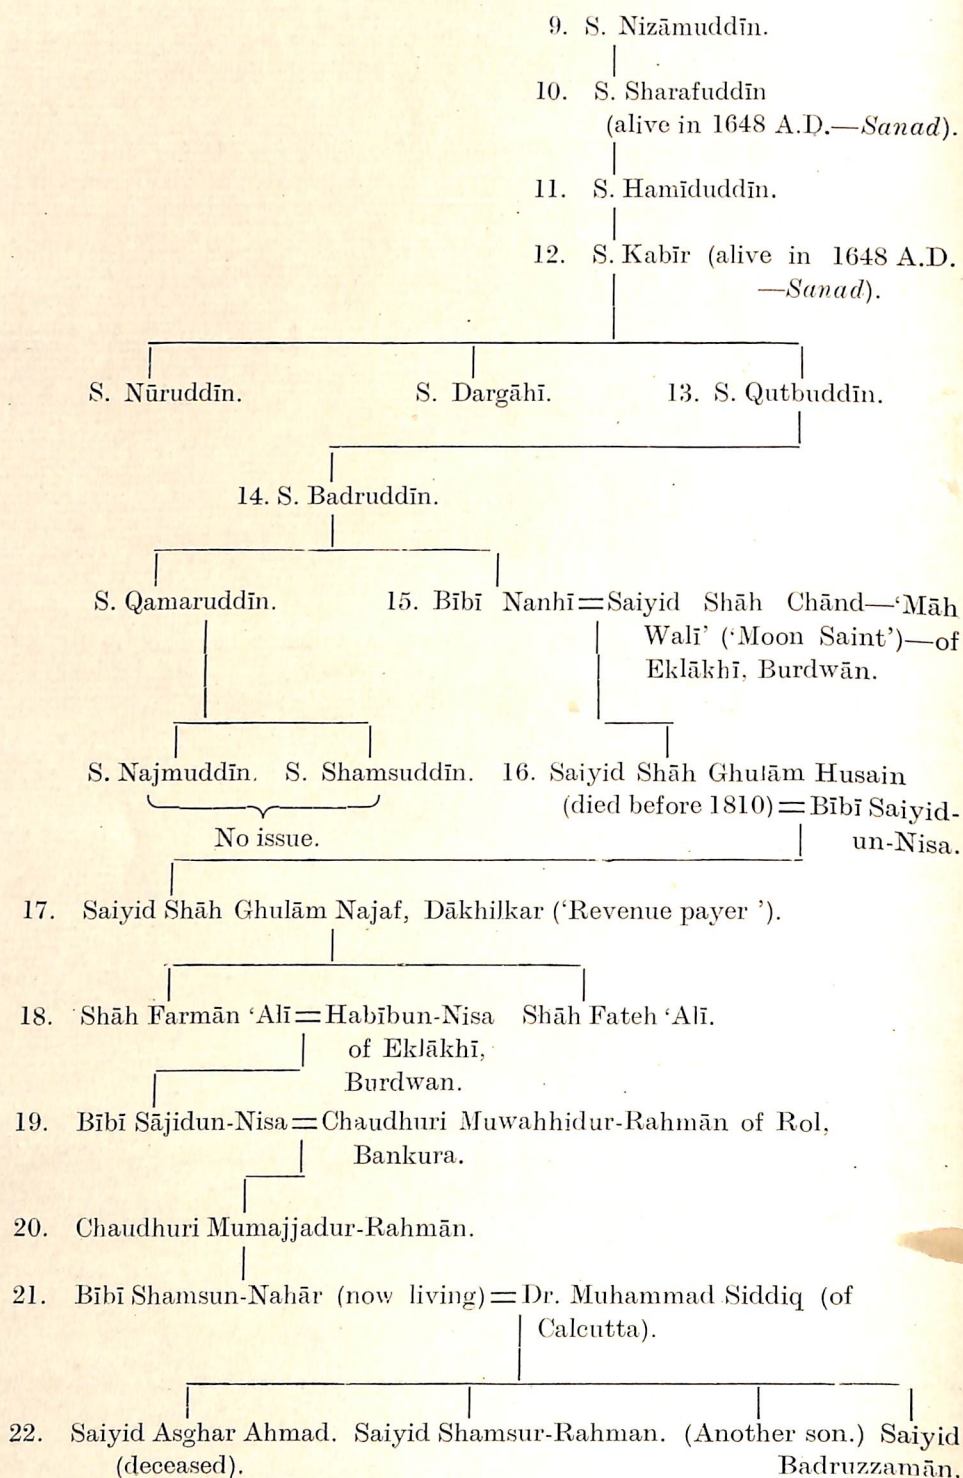 9. S. Nizāmuddīn.
10. S. Sharafuddīn
(alive in 1648 A.D.—Sanad).
11. S. Hamīduddīn.
12. S. Kabīr (alive in 1648 A.D.
—Sanad).
S. Nūruddīn. S. Dargāhī. 13. S. Qutbuddīn.
14. S. Badruddīn.
S. Qamaruddīn. 15. Bībī Nanhī=Saiyid Shāh Chānd—‘Māh
Walī’ (‘Moon Saint’)—of
Eklākhī, Burdwān.
S. Najmuddīn. S. Shamsuddīn. 16. Saiyid Shāh Ghulām Husain
(died before 1810)=Bībī Saiyid-
No issue. un-Nisa.
17. Saiyid Shāh Ghulām Najaf, Dākhilkar (‘Revenue payer ’).
18. Shāh Farmān ‘Alī=Habībun-Nisa Shāh Fateh ‘Alī.
of Eklākhī,
Burdwan.
19. Bībī Sājidun-Nisa=Chaudhuri Muwahhidur-Rahmān of Rol,
Bankura.
20. Chaudhuri Mumajjadur-Rahmān.
21. Bībī Shamsun-Nahār (now living)=Dr. Muhammad Siddiq (of
Calcutta).
22. Saiyid Asghar Ahmad. Saiyid Shamsur-Rahman. (Another son.) Saiyid
(deceased). Badruzzamān.